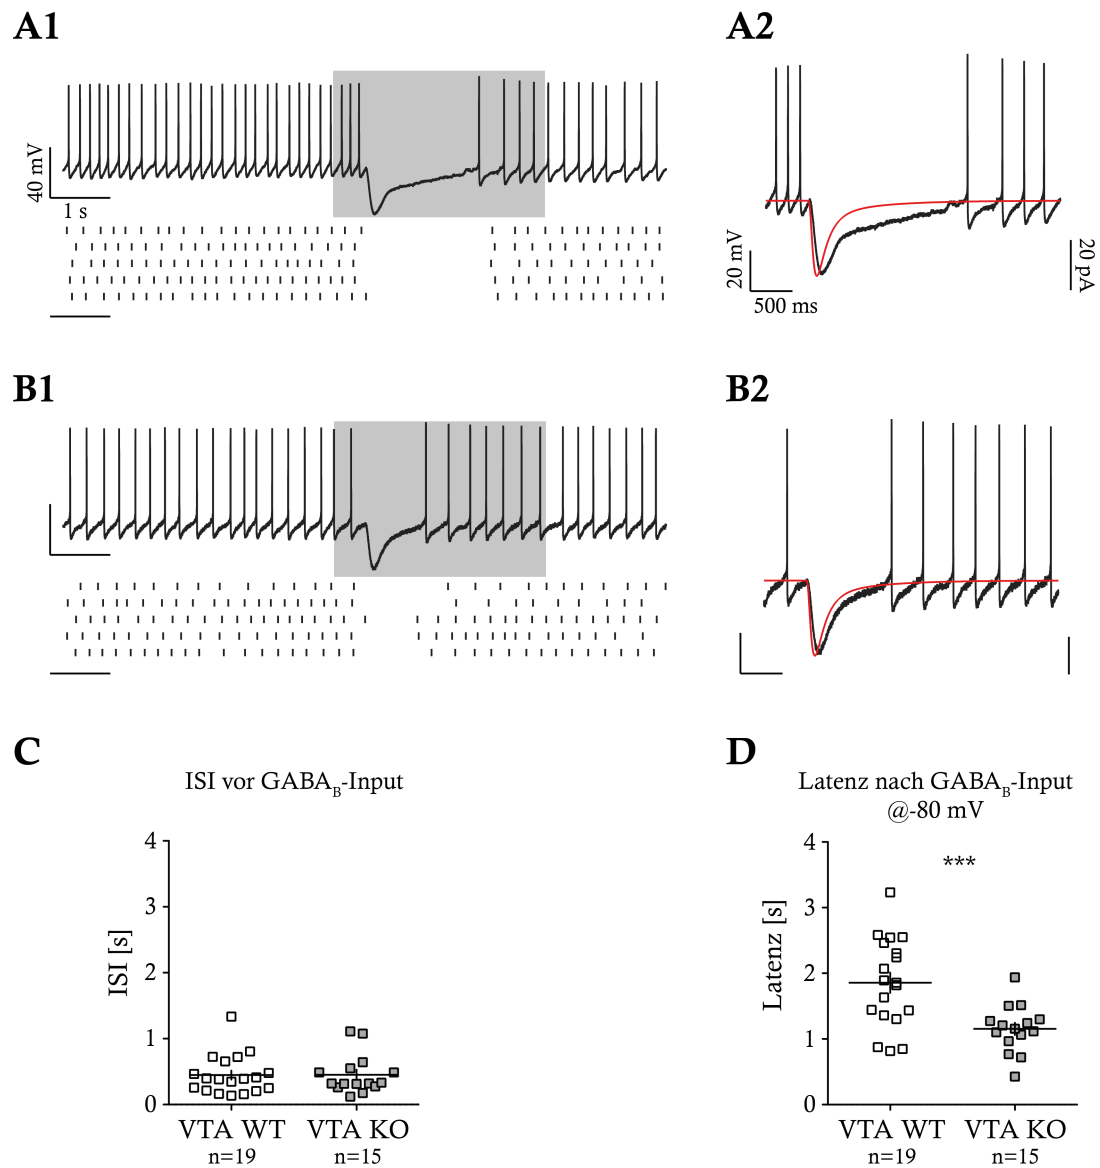 A1
40 mV
1 s
A2
20 mV
500 ms
20 pA
B1
B2
C
ISI vor GABA_B-Input
4
3
2
1
0
ISI [s]
VTA WT
VTA KO
n=19
n=15
D
Latenz nach GABA_B-Input
@-80 mV
***
4
3
2
1
0
Latenz [s]
VTA WT
VTA KO
n=19
n=15